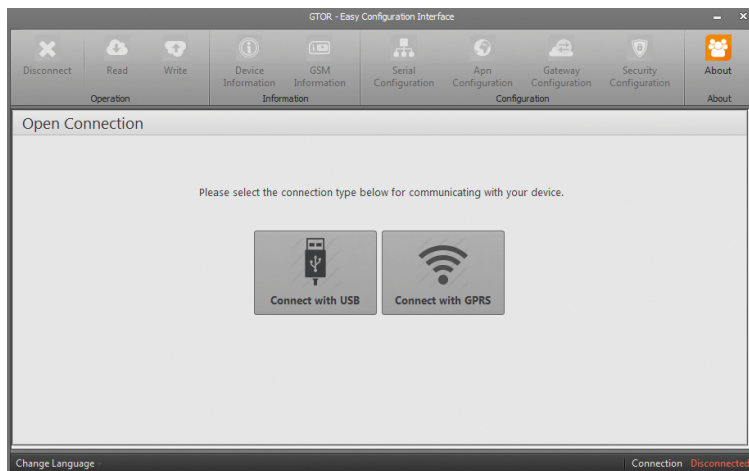 GTOR - Easy Configuration Interface
Disconnect Read Write Device Information GSM Information Serial Configuration Apn Configuration Gateway Configuration Security Configuration About
Operation Information Configuration About
Open Connection
Please select the connection type below for communicating with your device.
Connect with USB Connect with GPRS
Change Language Connection Disconnected